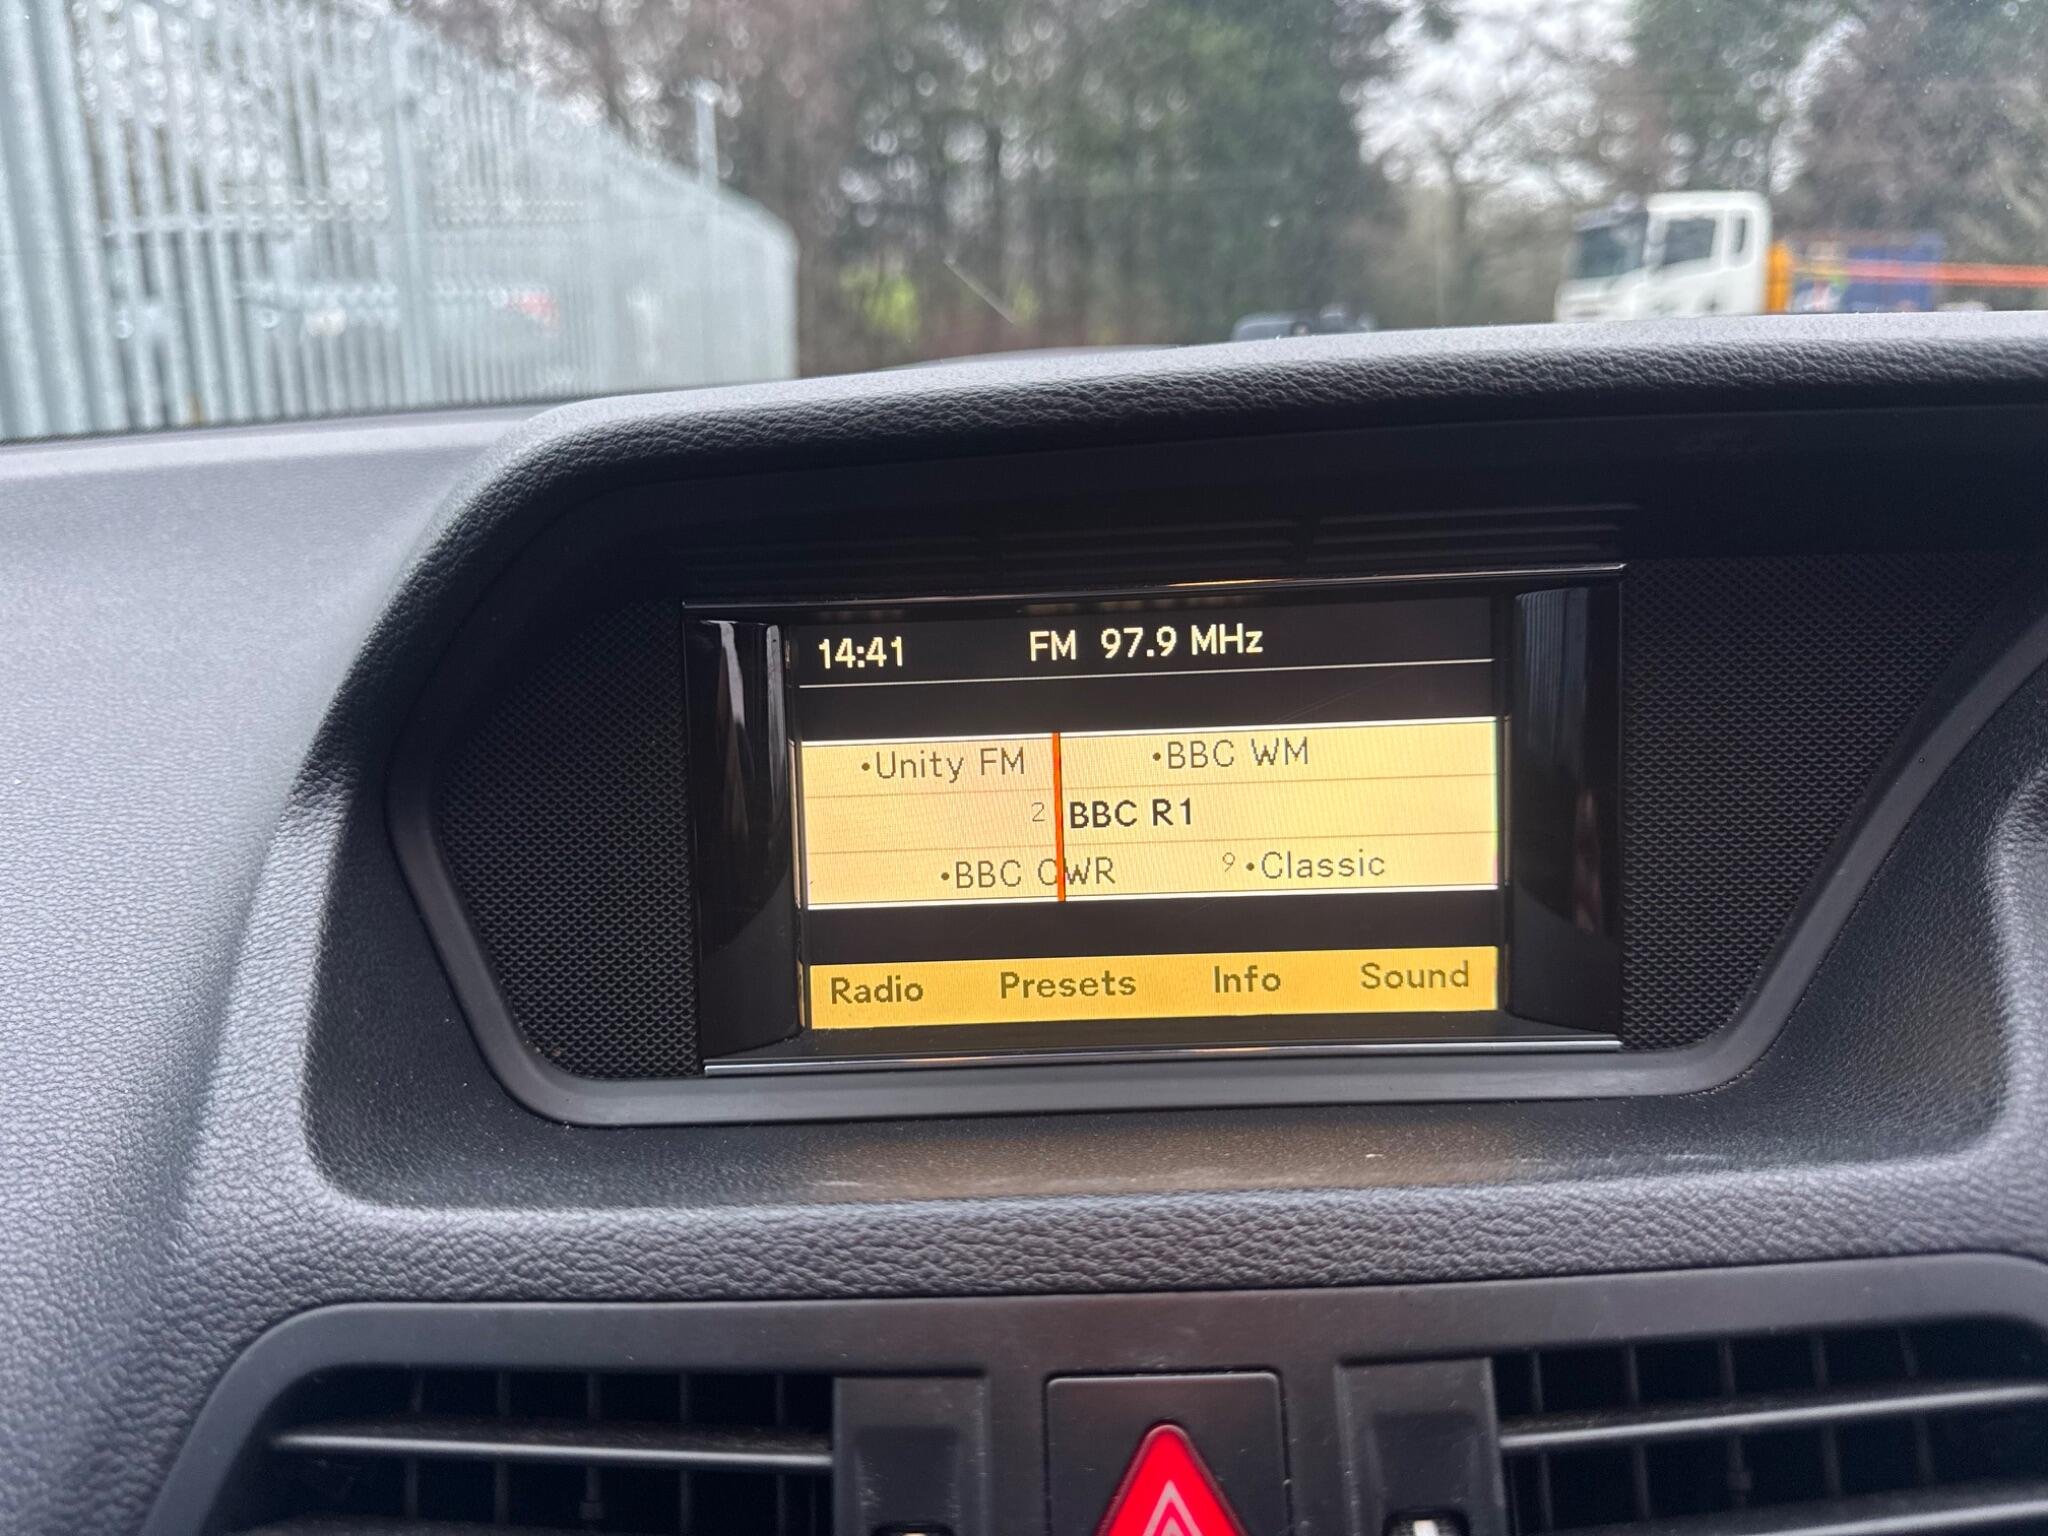 14:41 FM 97.9 MHz
•Unity FM •BBC WM
2 BBC R1
•BBC CWR 9 •Classic
Radio Presets Info Sound